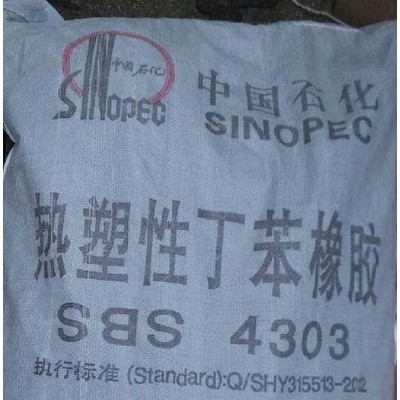 中国石化
SINOPEC
中国石化
SINOPEC
热塑性丁苯橡胶
SBS 4303
执行标准 (Standard):Q/SHY315513-202